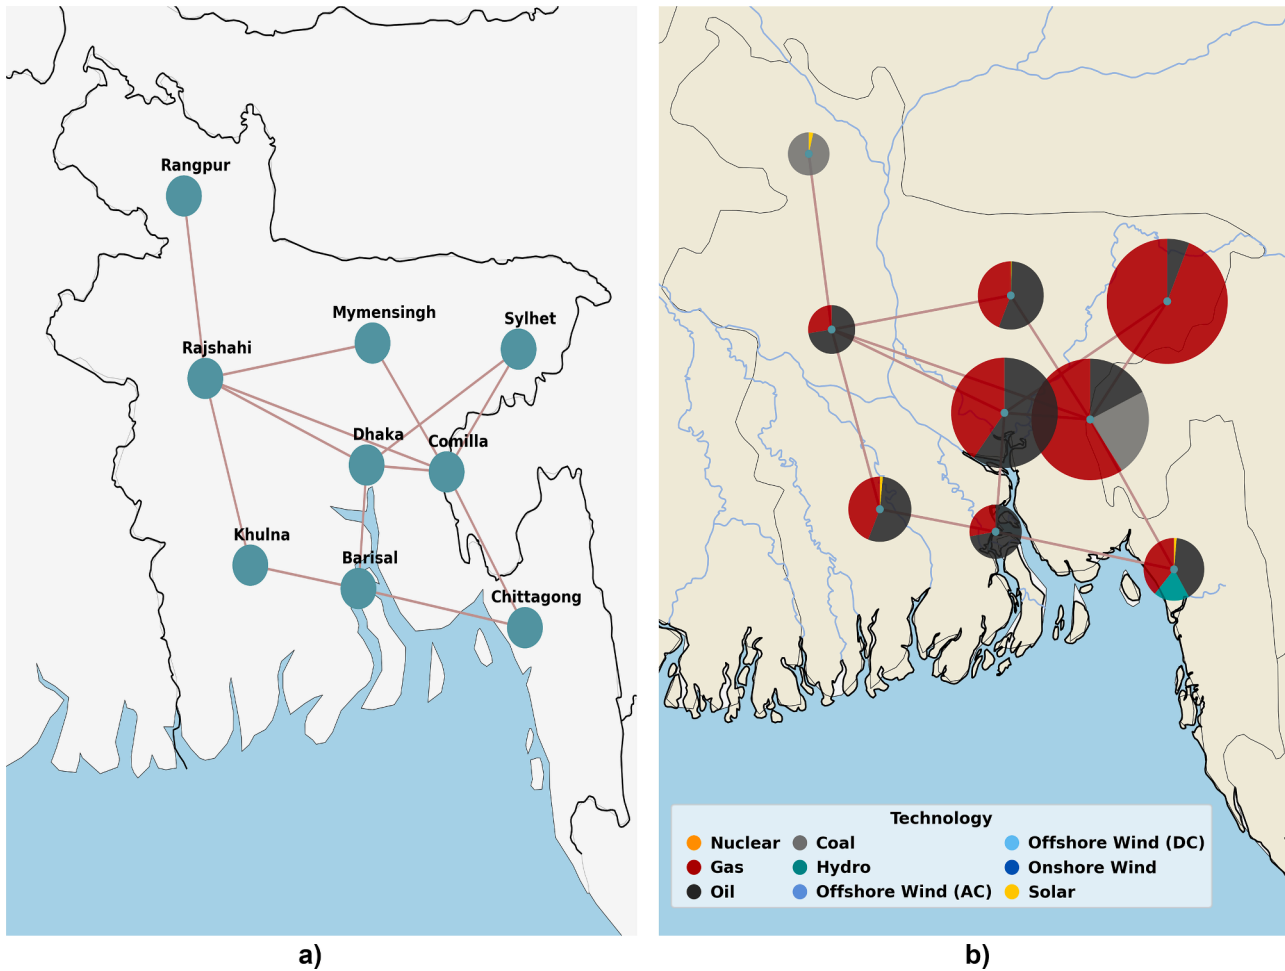 Rangpur
Mymensingh
Sylhet
Rajshahi
Dhaka
Comilla
Khulna
Barisal
Chittagong
Technology
Nuclear
Coal
Offshore Wind (DC)
Gas
Hydro
Onshore Wind
Oil
Offshore Wind (AC)
Solar
a)
b)